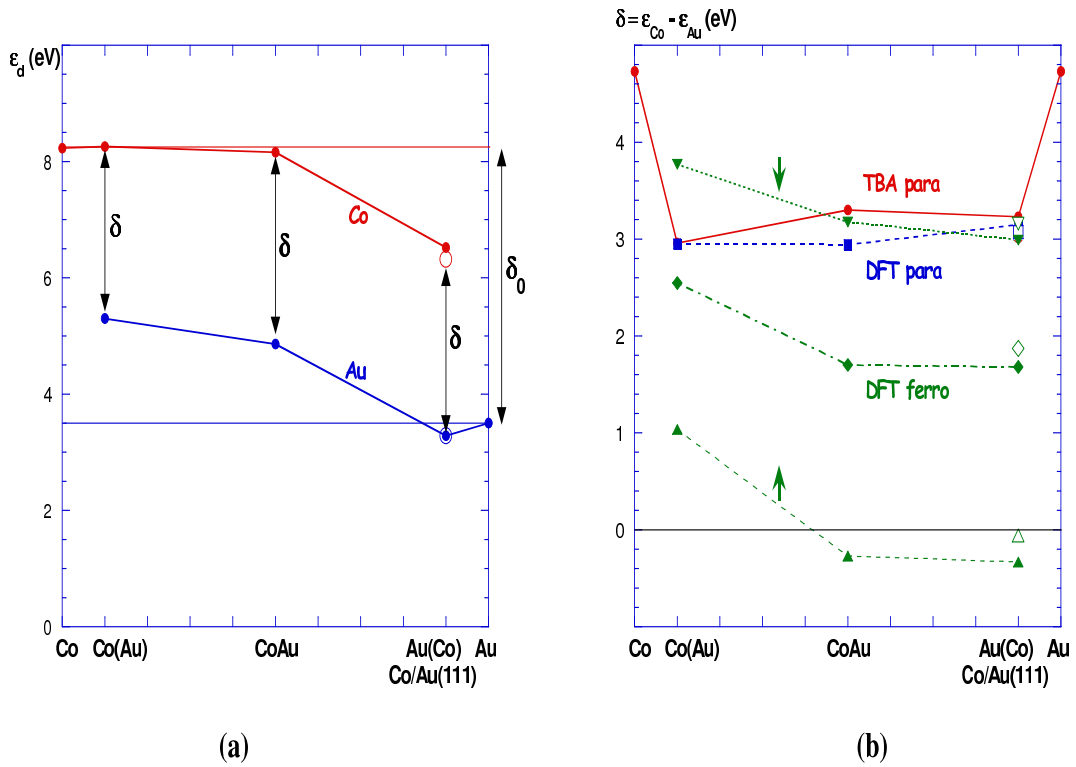 ε_d (eV)
8
6
4
2
0
δ
δ
δ
δ_0
Co
Au
Co Co(Au) CoAu Au(Co) Au
Co/Au(111)
(a)
δ = ε_Co - ε_Au (eV)
4
3
2
1
0
TBA para
DFT para
DFT ferro
Co Co(Au) CoAu Au(Co) Au
Co/Au(111)
(b)